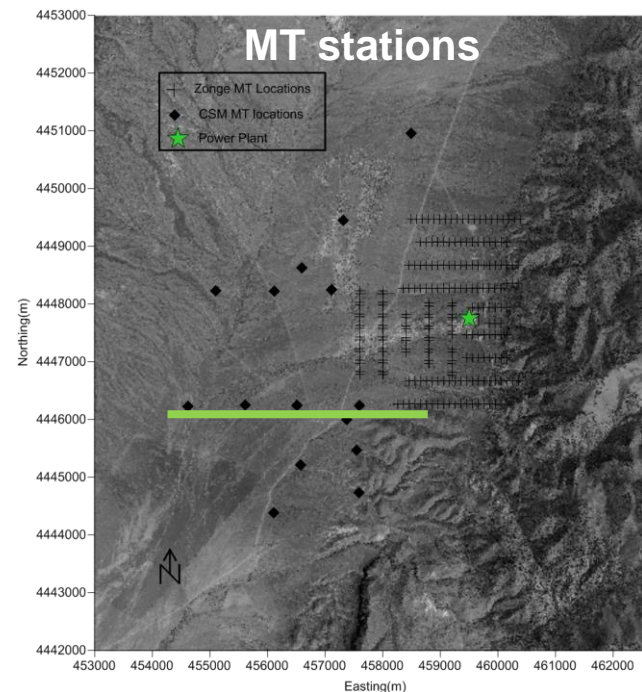 MT stations
Zonge MT Locations
CSM MT locations
Power Plant
4453000
4452000
4451000
4450000
4449000
4448000
4447000
4446000
4445000
4444000
4443000
4442000
Northing(m)
N
453000 454000 455000 456000 457000 458000 459000 460000 461000 462000
Easting(m)